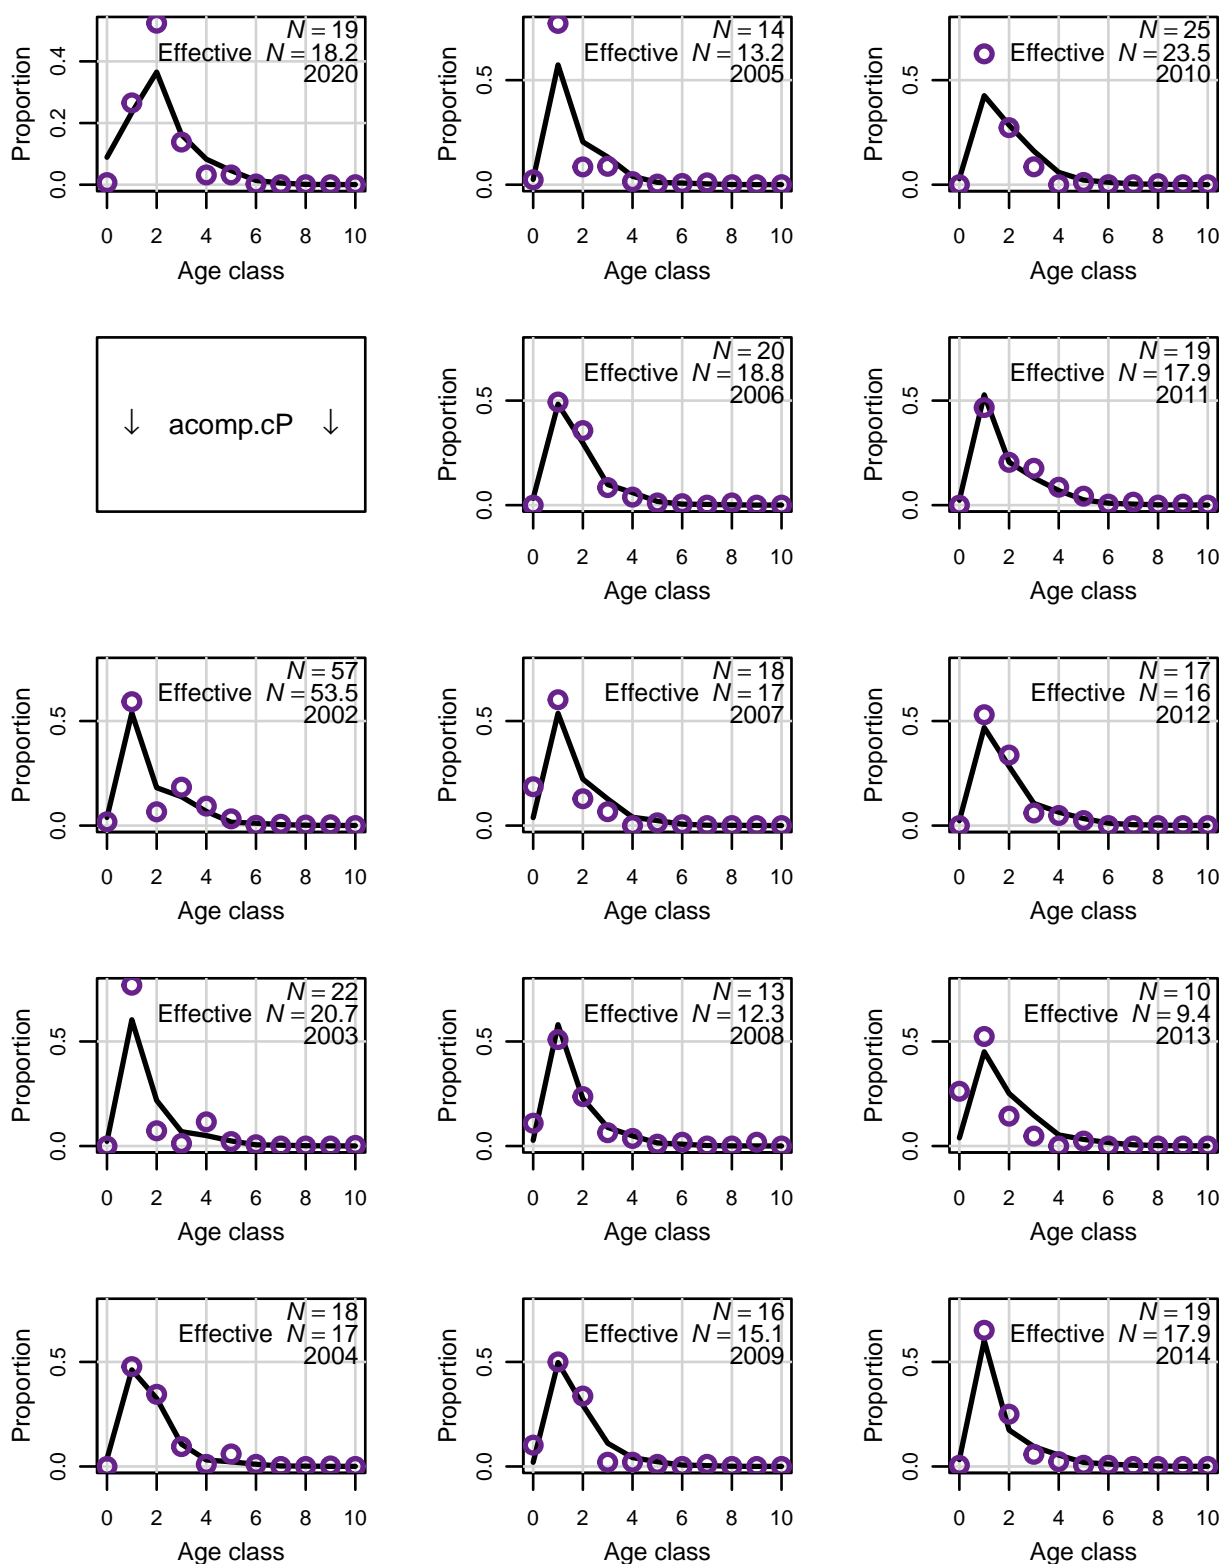 N = 19
Effective N = 18.2
2020
Proportion
0.0 0.2 0.4
0 2 4 6 8 10
Age class
N = 14
Effective N = 13.2
2005
Proportion
0.0 0.5
0 2 4 6 8 10
Age class
N = 25
Effective N = 23.5
2010
Proportion
0.0 0.5
0 2 4 6 8 10
Age class
↓ acomp.cP ↓
N = 20
Effective N = 18.8
2006
Proportion
0.0 0.5
0 2 4 6 8 10
Age class
N = 19
Effective N = 17.9
2011
Proportion
0.0 0.5
0 2 4 6 8 10
Age class
N = 57
Effective N = 53.5
2002
Proportion
0.0 0.5
0 2 4 6 8 10
Age class
N = 18
Effective N = 17
2007
Proportion
0.0 0.5
0 2 4 6 8 10
Age class
N = 17
Effective N = 16
2012
Proportion
0.0 0.5
0 2 4 6 8 10
Age class
N = 22
Effective N = 20.7
2003
Proportion
0.0 0.5
0 2 4 6 8 10
Age class
N = 13
Effective N = 12.3
2008
Proportion
0.0 0.5
0 2 4 6 8 10
Age class
N = 10
Effective N = 9.4
2013
Proportion
0.0 0.5
0 2 4 6 8 10
Age class
N = 18
Effective N = 17
2004
Proportion
0.0 0.5
0 2 4 6 8 10
Age class
N = 16
Effective N = 15.1
2009
Proportion
0.0 0.5
0 2 4 6 8 10
Age class
N = 19
Effective N = 17.9
2014
Proportion
0.0 0.5
0 2 4 6 8 10
Age class